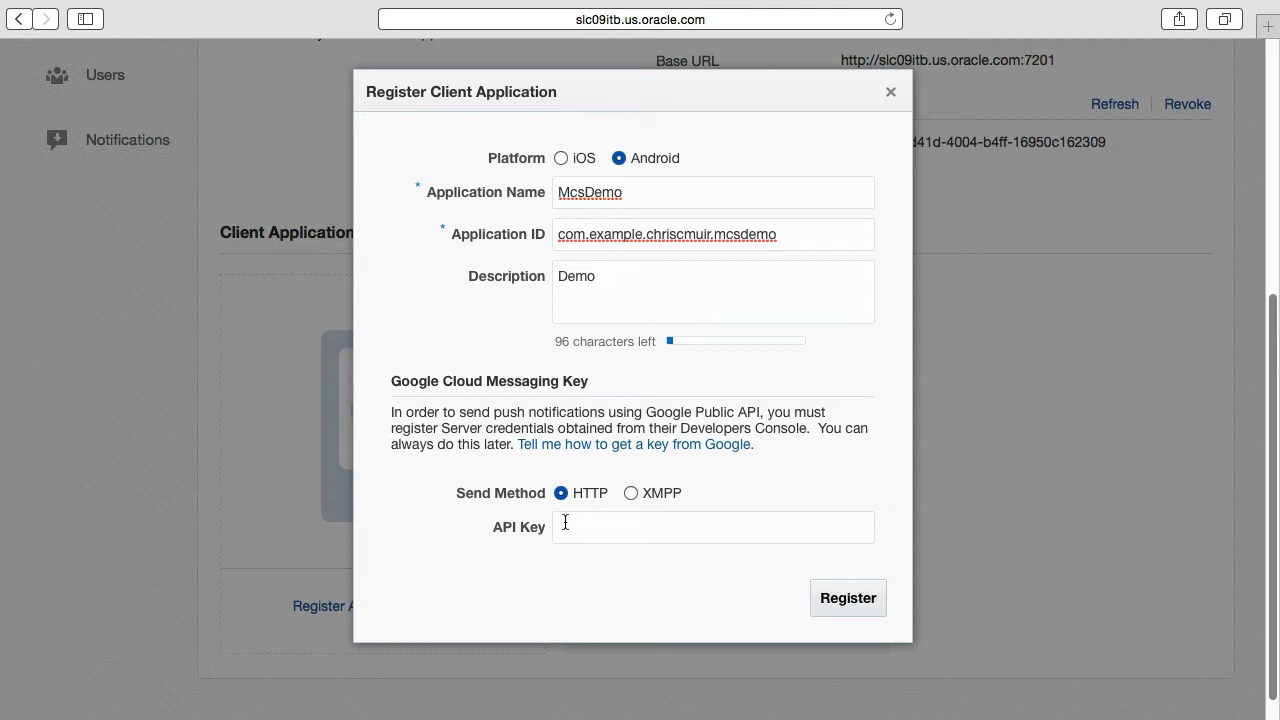 slc09itb.us.oracle.com
Users
Notifications
Base URL
http://slc09itb.us.oracle.com:7201
Refresh
Revoke
d41d-4004-b4ff-16950c162309
Client Application
Register A
Register Client Application
×
Platform
iOS
Android
* Application Name
McsDemo
* Application ID
com.example.chriscmuir.mcsdemo
Description
Demo
96 characters left
Google Cloud Messaging Key
In order to send push notifications using Google Public API, you must
register Server credentials obtained from their Developers Console. You can
always do this later. Tell me how to get a key from Google.
Send Method
HTTP
XMPP
API Key
Register